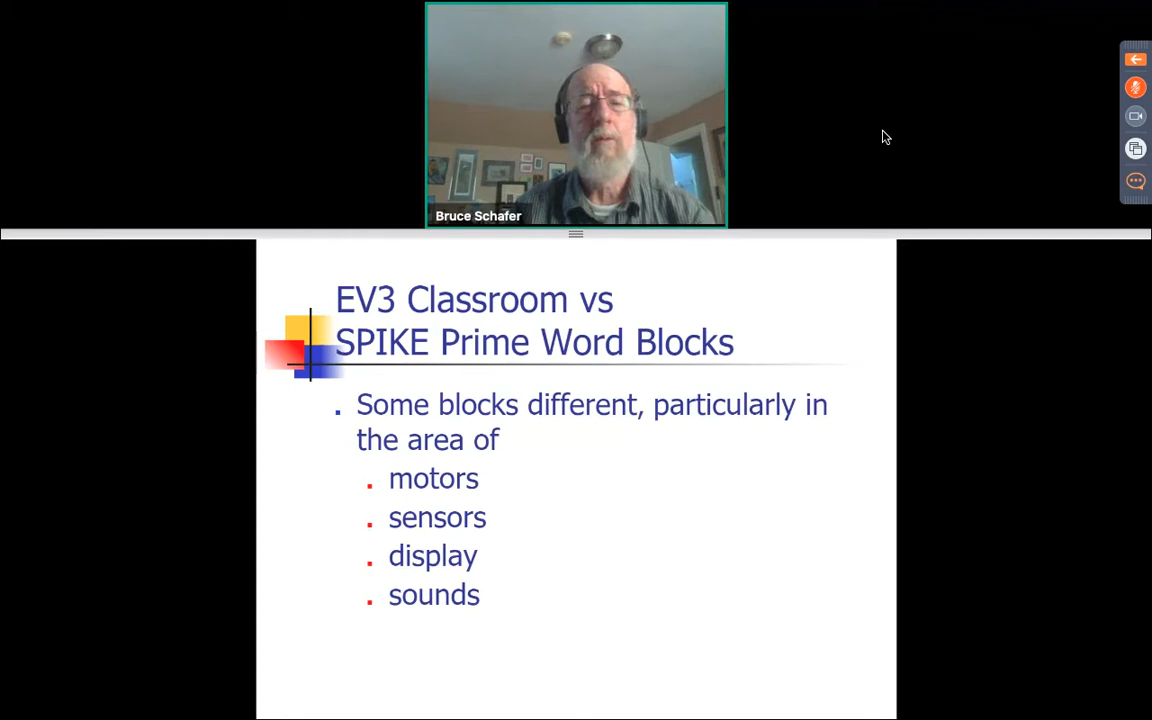 Bruce Schafer
EV3 Classroom vs
SPIKE Prime Word Blocks
Some blocks different, particularly in
the area of
motors
sensors
display
sounds